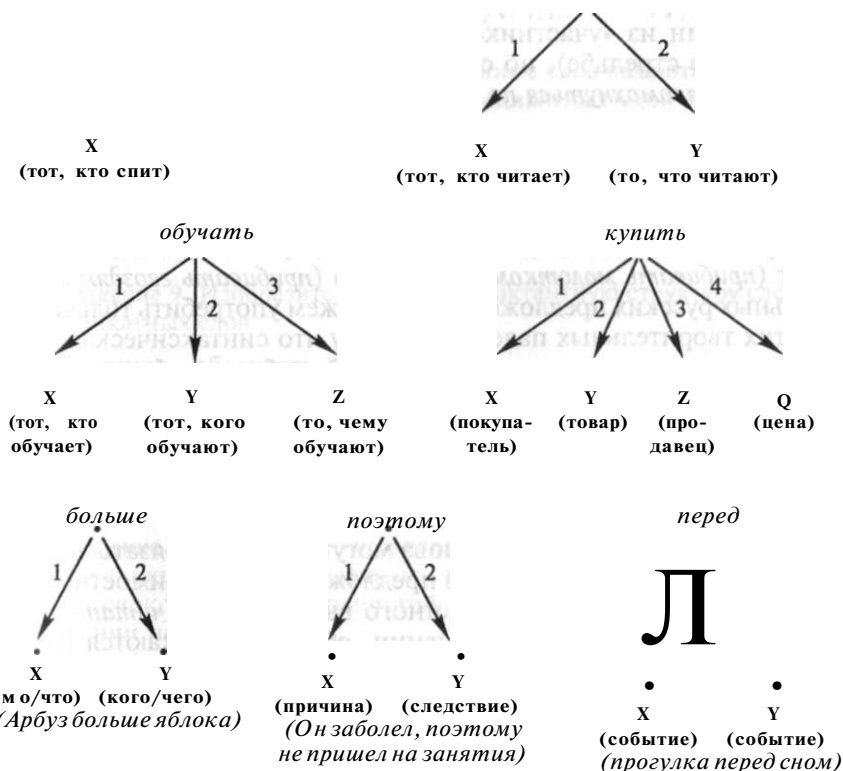 1 2
X
(тот, кто спит)
X Y
(тот, кто читает) (то, что читают)
обучать купить
1 2 3 1 2 3 4
X Y Z X Y Z Q
(тот, кто (тот, кого (то, чему (покупа- (товар) (про- (цена)
обучает) обучают) обучают) тель) давец)
больше поэтому перед
1 2 1 2 Л
X Y X Y X Y
о/что) (кого/чего) (причина) (следствие) (событие) (событие)
(Арбуз больше яблока) (Он заболел, поэтому (прогулка перед сном)
не пришел на занятия)